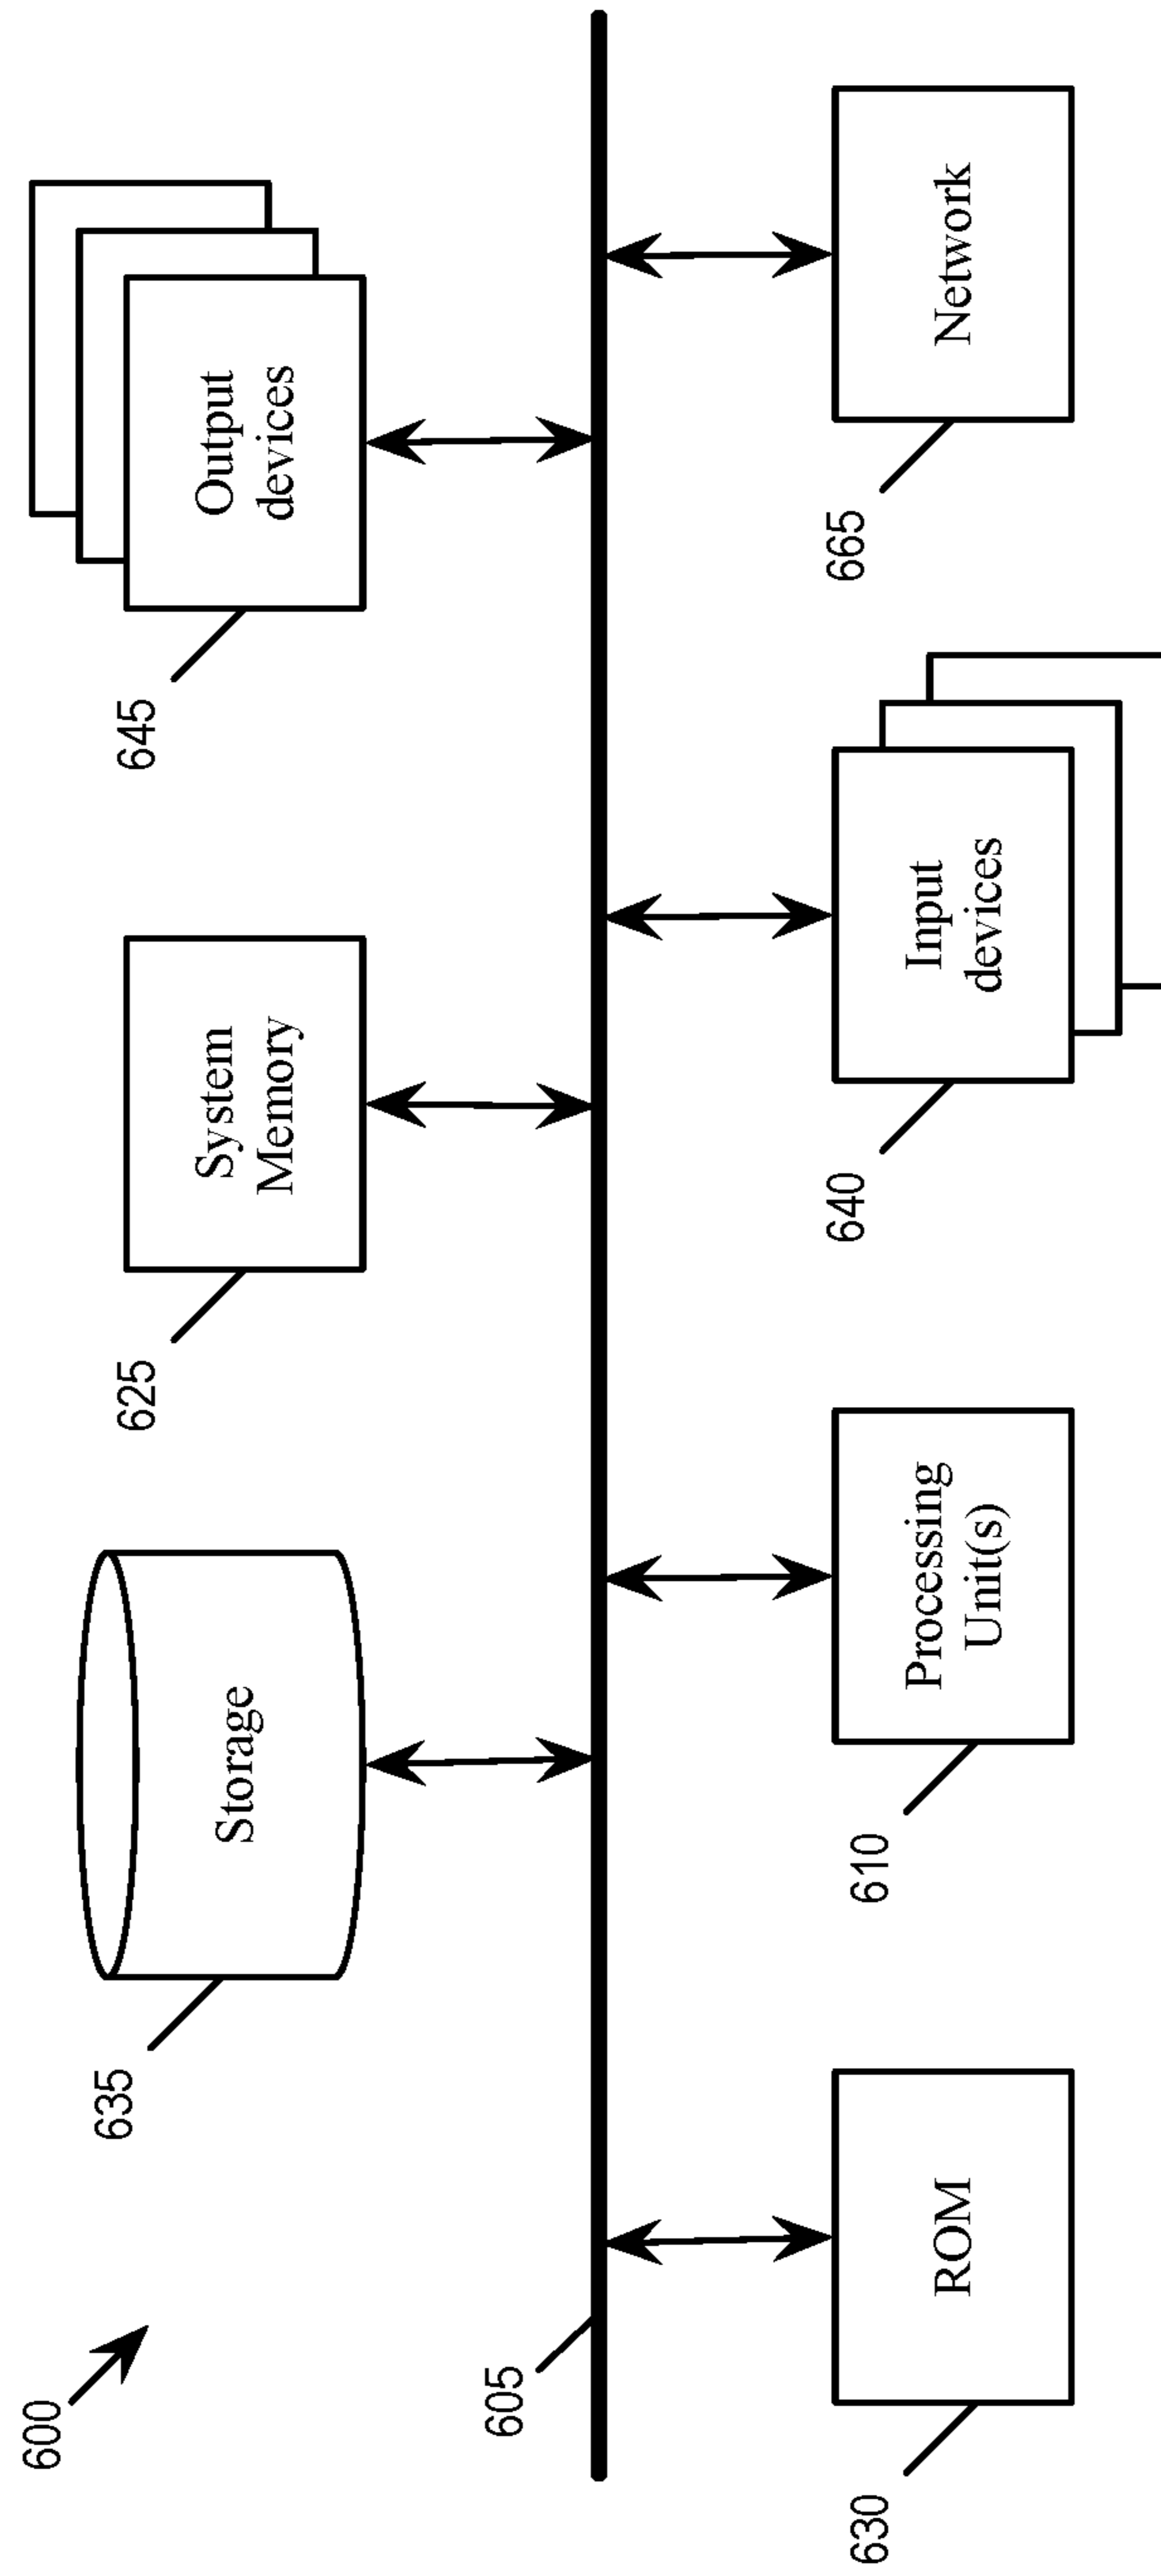 600
635
Storage
625
System
Memory
645
Output
devices
605
630
ROM
610
Processing
Unit(s)
640
Input
devices
665
Network